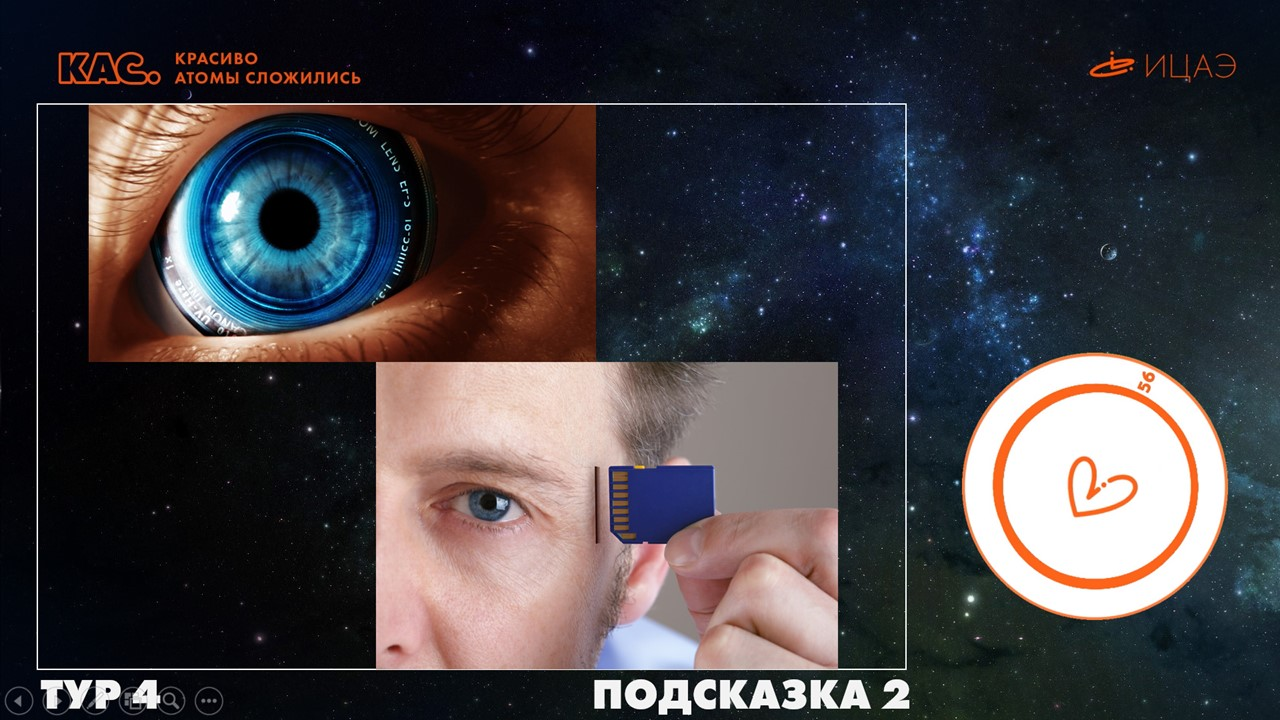 КАС.
КРАСИВО
АТОМЫ СЛОЖИЛИСЬ
ИЦАЭ
56
ТУР 4
ПОДСКАЗКА 2